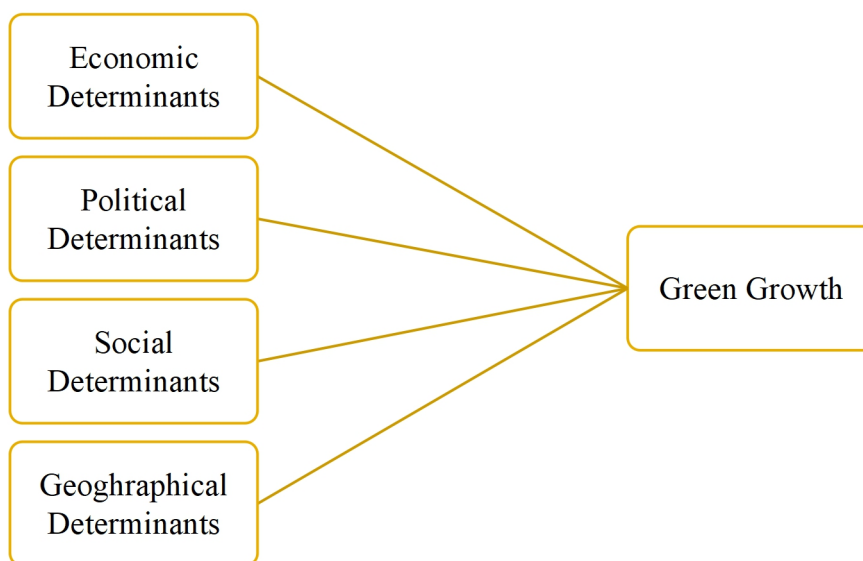 Economic
Determinants
Political
Determinants
Social
Determinants
Geoghraphical
Determinants
Green Growth